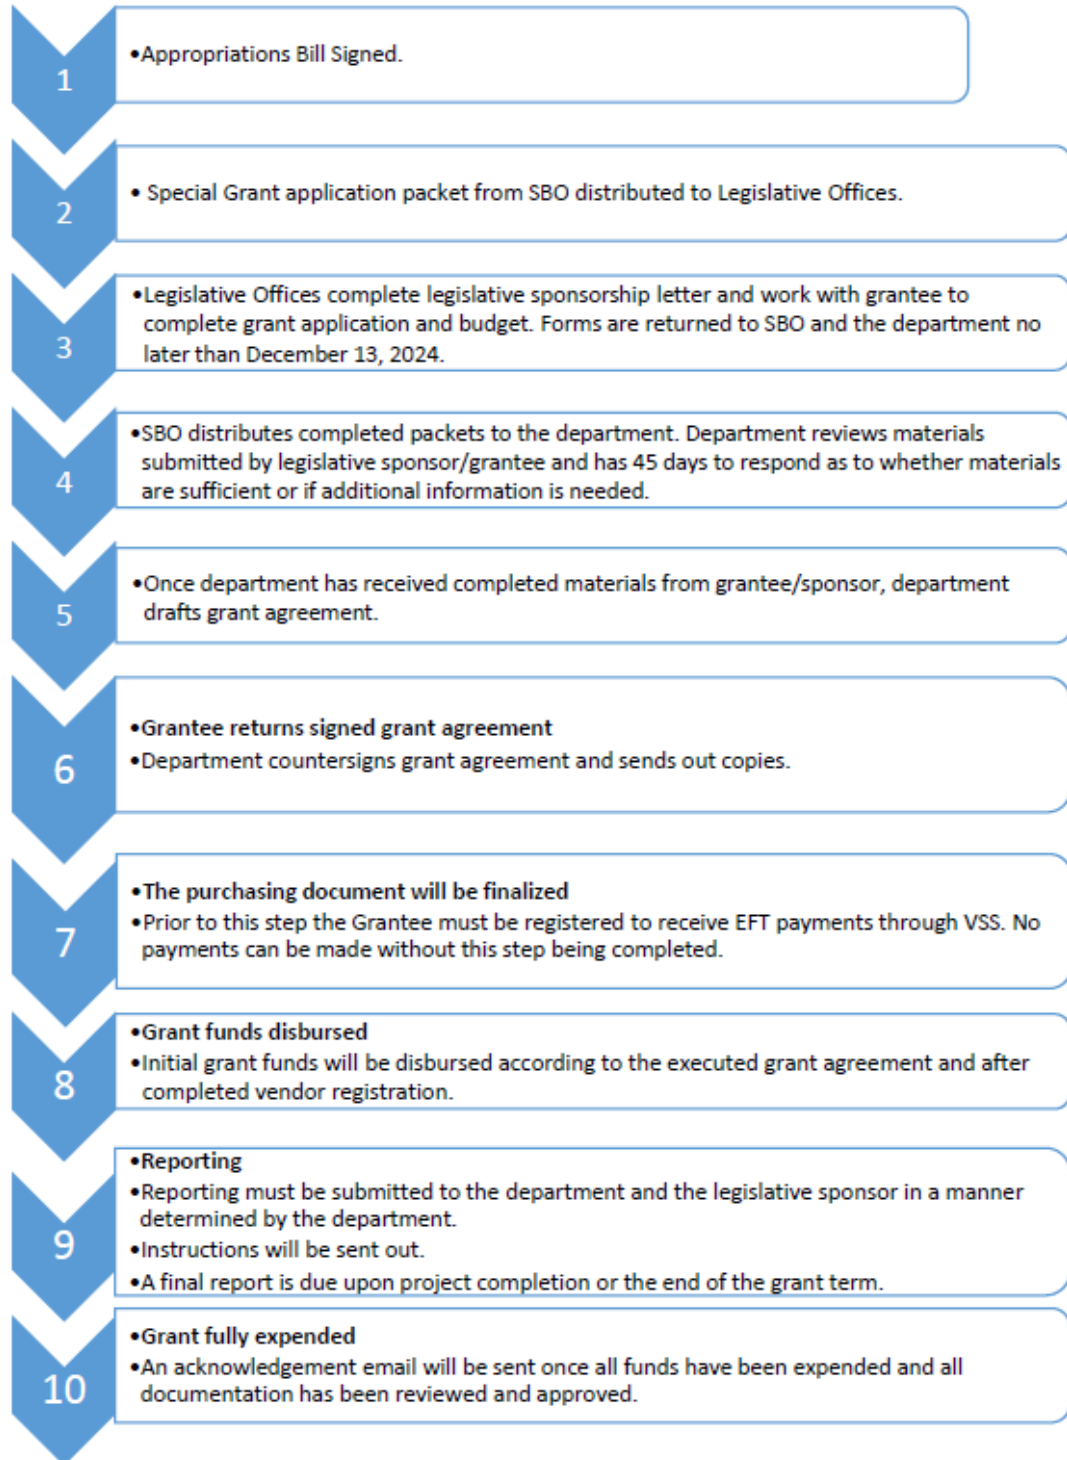 1
•Appropriations Bill Signed.
2
• Special Grant application packet from SBO distributed to Legislative Offices.
3
•Legislative Offices complete legislative sponsorship letter and work with grantee to
complete grant application and budget. Forms are returned to SBO and the department no
later than December 13, 2024.
4
•SBO distributes completed packets to the department. Department reviews materials
submitted by legislative sponsor/grantee and has 45 days to respond as to whether materials
are sufficient or if additional information is needed.
5
•Once department has received completed materials from grantee/sponsor, department
drafts grant agreement.
6
•Grantee returns signed grant agreement
•Department countersigns grant agreement and sends out copies.
7
•The purchasing document will be finalized
•Prior to this step the Grantee must be registered to receive EFT payments through VSS. No
payments can be made without this step being completed.
8
•Grant funds disbursed
•Initial grant funds will be disbursed according to the executed grant agreement and after
completed vendor registration.
9
•Reporting
•Reporting must be submitted to the department and the legislative sponsor in a manner
determined by the department.
•Instructions will be sent out.
•A final report is due upon project completion or the end of the grant term.
10
•Grant fully expended
•An acknowledgement email will be sent once all funds have been expended and all
documentation has been reviewed and approved.